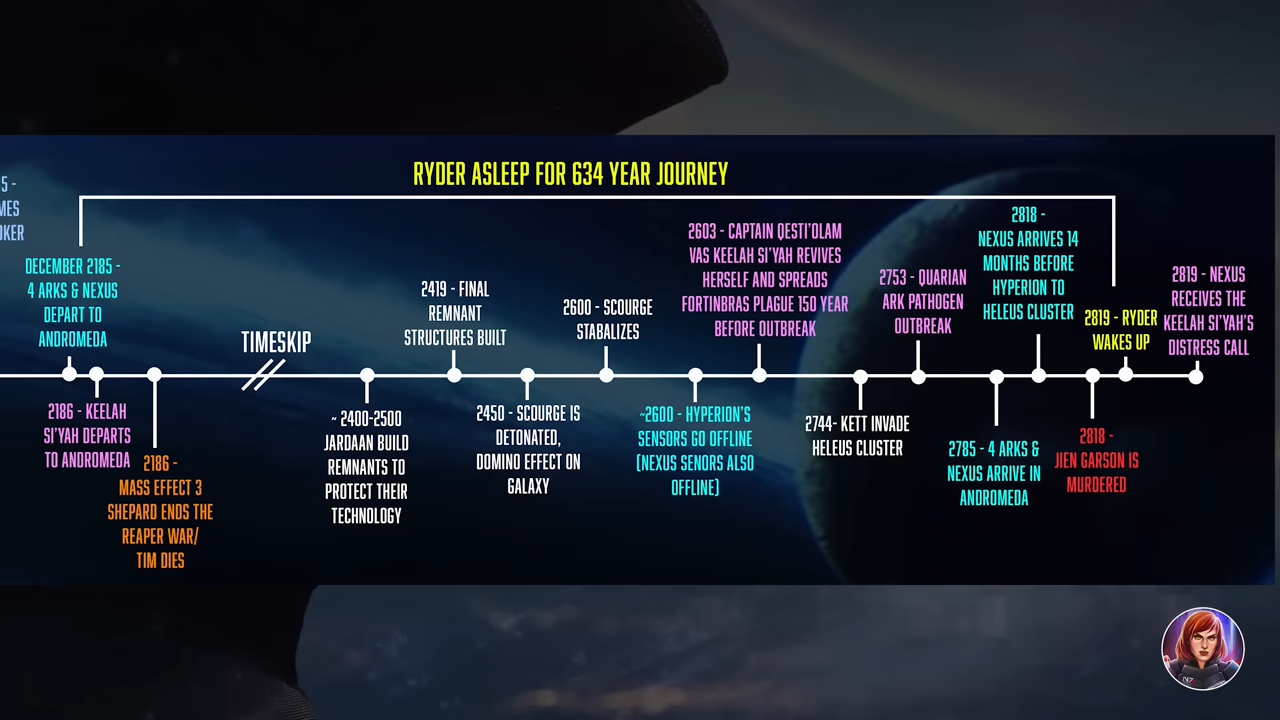 RYDER ASLEEP FOR 634 YEAR JOURNEY
5 -
MES
OKER
DECEMBER 2185 -
4 ARKS & NEXUS
DEPART TO
ANDROMEDA
2186 - KEELAH
SI'YAH DEPARTS
TO ANDROMEDA
2186 -
MASS EFFECT 3
SHEPARD ENDS THE
REAPER WAR/
TIM DIES
TIMESKIP
~ 2400-2500
JARDAAN BUILD
REMNANTS TO
PROTECT THEIR
TECHNOLOGY
2419 - FINAL
REMNANT
STRUCTURES BUILT
2450 - SCOURGE IS
DETONATED,
DOMINO EFFECT ON
GALAXY
2600 - SCOURGE
STABALIZES
~2600 - HYPERION'S
SENSORS GO OFFLINE
(NEXUS SENORS ALSO
OFFLINE)
2603 - CAPTAIN QESTI'OLAM
VAS KEELAH SI'YAH REVIVES
HERSELF AND SPREADS
FORTINBRAS PLAGUE 150 YEAR
BEFORE OUTBREAK
2744- KETT INVADE
HELEUS CLUSTER
2753 - QUARIAN
ARK PATHOGEN
OUTBREAK
2785 - 4 ARKS &
NEXUS ARRIVE IN
ANDROMEDA
2818 -
NEXUS ARRIVES 14
MONTHS BEFORE
HYPERION TO
HELEUS CLUSTER
2818 -
JIEN GARSON IS
MURDERED
2819 - RYDER
WAKES UP
2819 - NEXUS
RECEIVES THE
KEELAH SI'YAH'S
DISTRESS CALL
N7